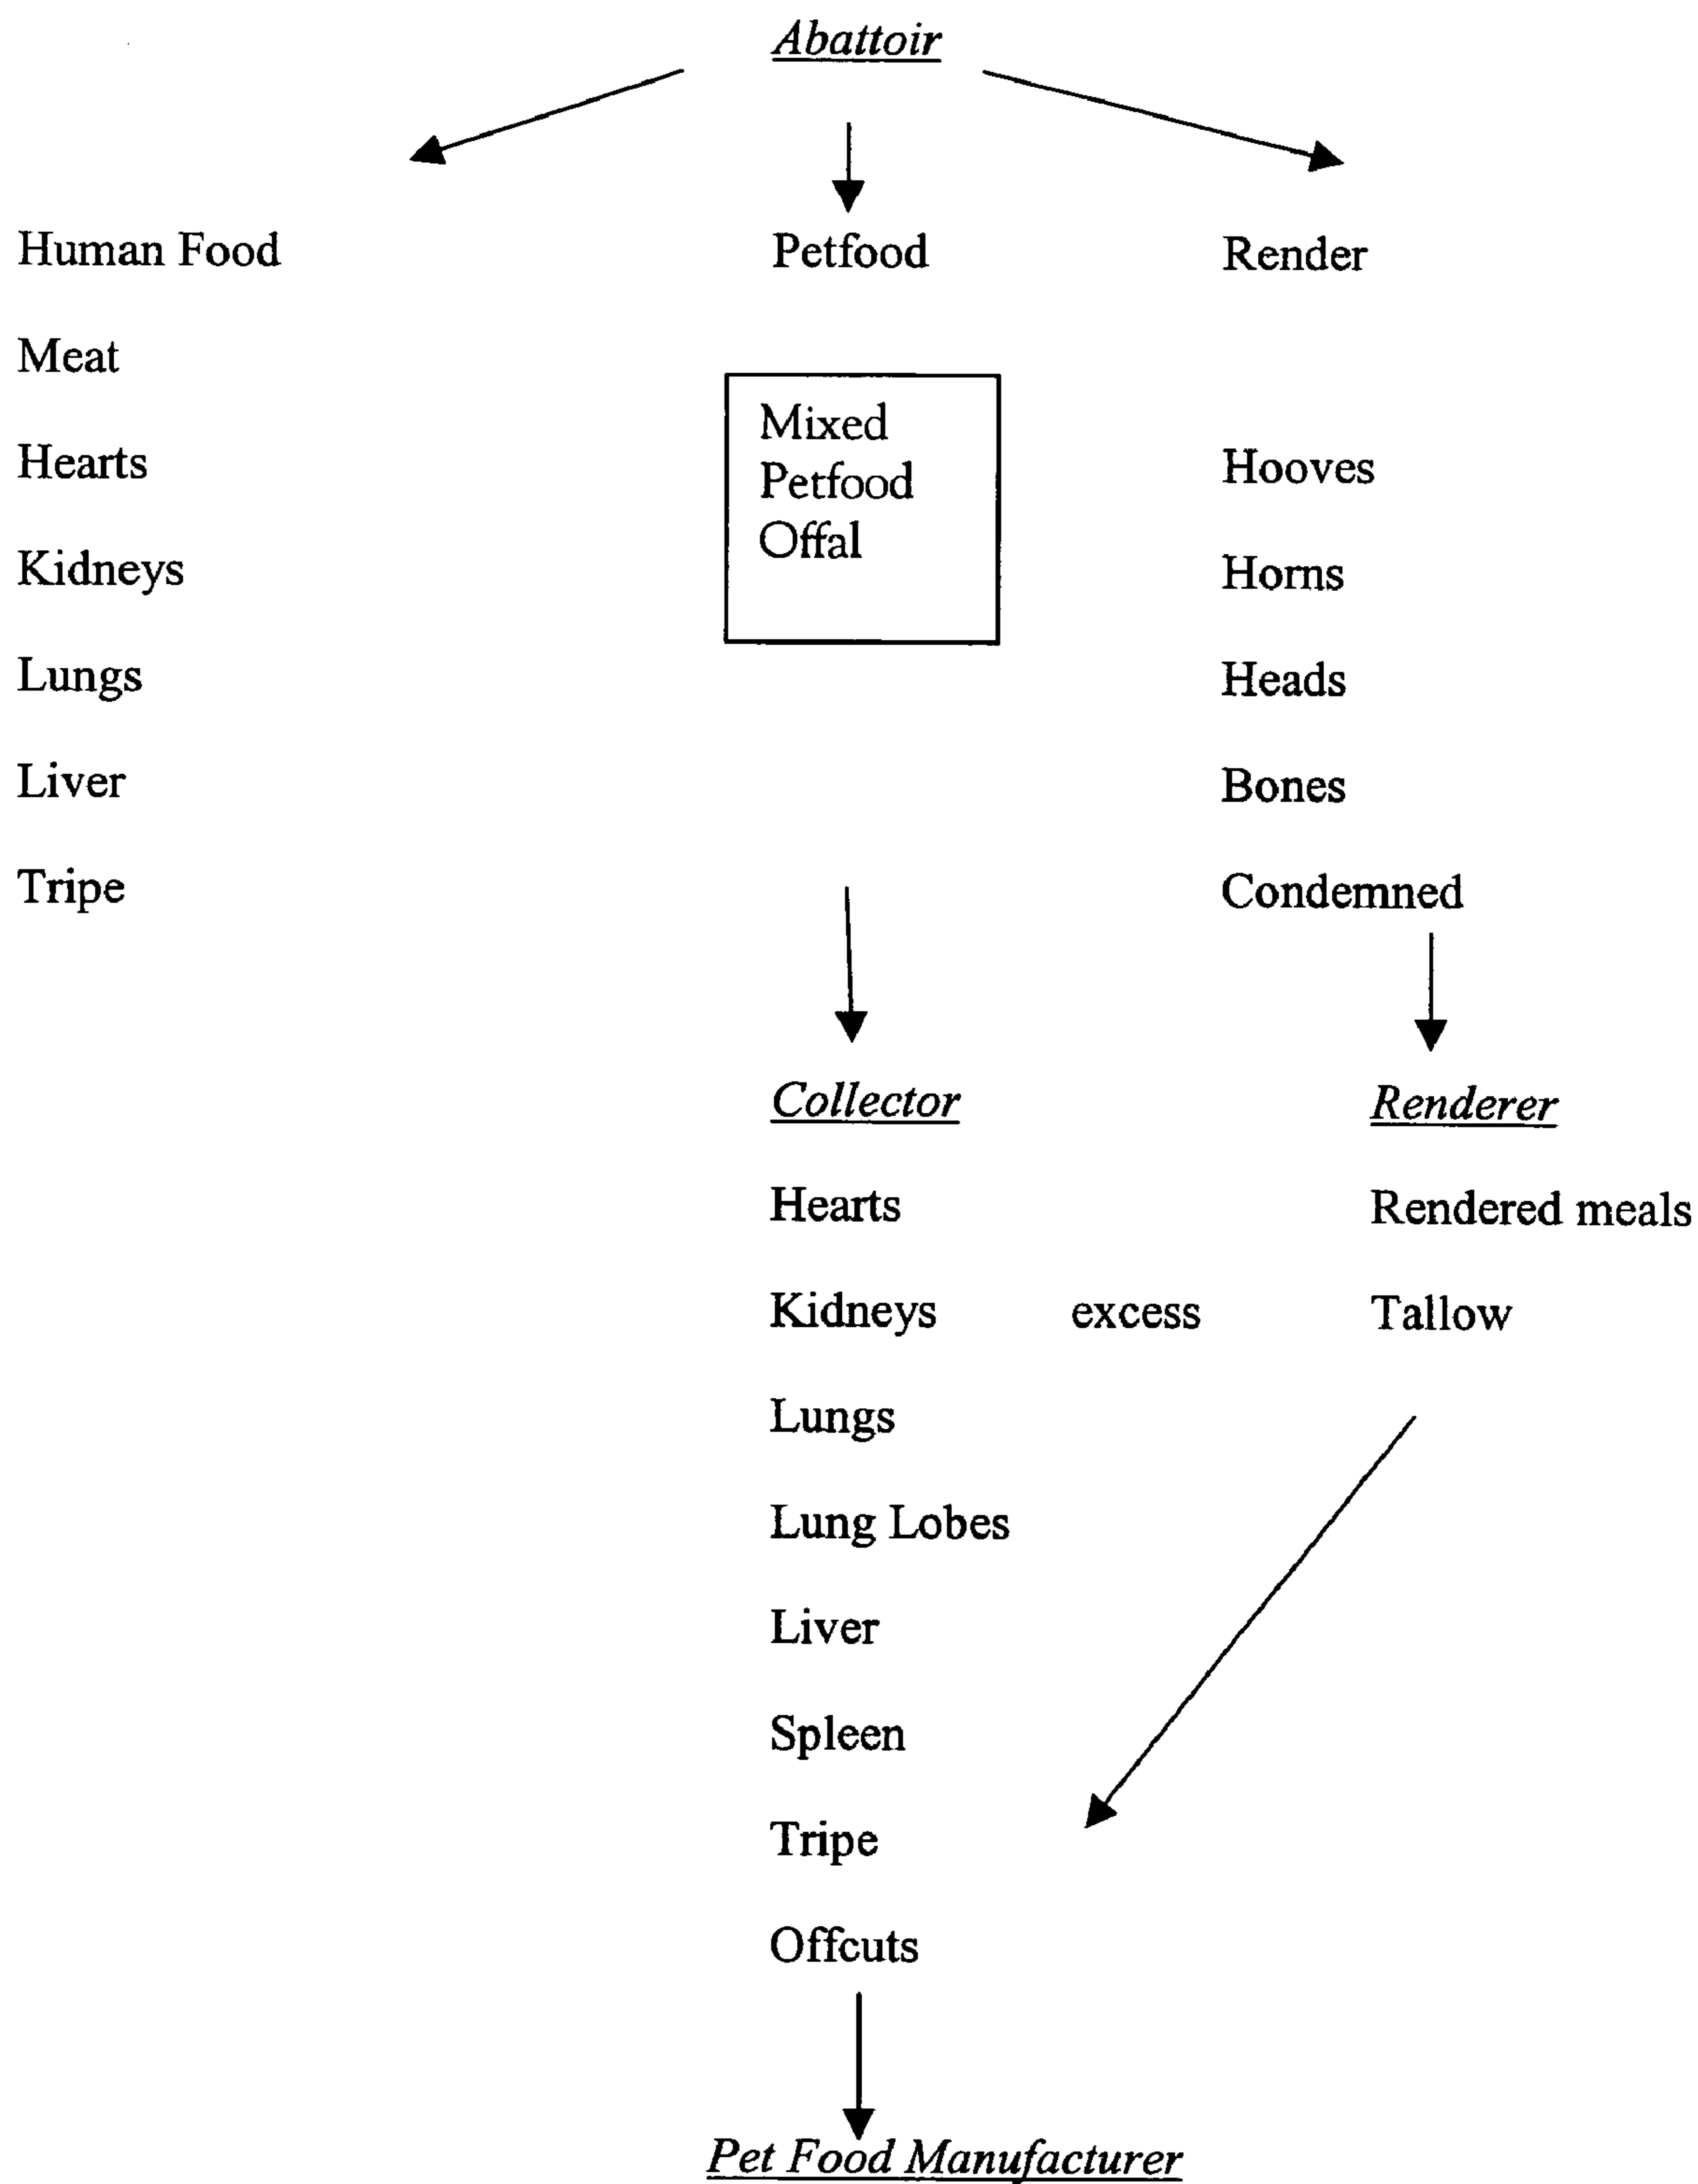 Abattoir
Human Food
Petfood
Render
Meat
Mixed
Petfood
Offal
Hearts
Hooves
Kidneys
Horns
Lungs
Heads
Liver
Bones
Tripe
Condemned
Collector
Renderer
Hearts
Rendered meals
Kidneys
excess
Tallow
Lungs
Lung Lobes
Liver
Spleen
Tripe
Offcuts
Pet Food Manufacturer